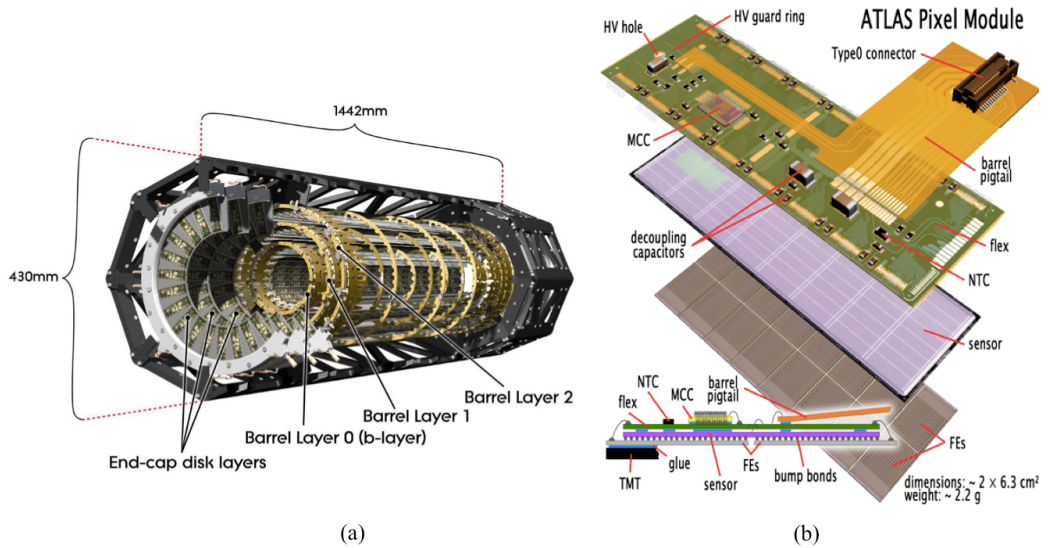 1442mm
430mm
Barrel Layer 2
Barrel Layer 1
Barrel Layer 0 (b-layer)
End-cap disk layers
(a)
ATLAS Pixel Module
HV guard ring
HV hole
Type0 connector
MCC
barrel
pigtail
decoupling
capacitors
flex
NTC
sensor
barrel
pigtail
NTC
MCC
flex
FEs
glue
FEs
TMT
sensor
bump bonds
dimensions: ~ 2 × 6.3 cm²
weight: ~ 2.2 g
(b)